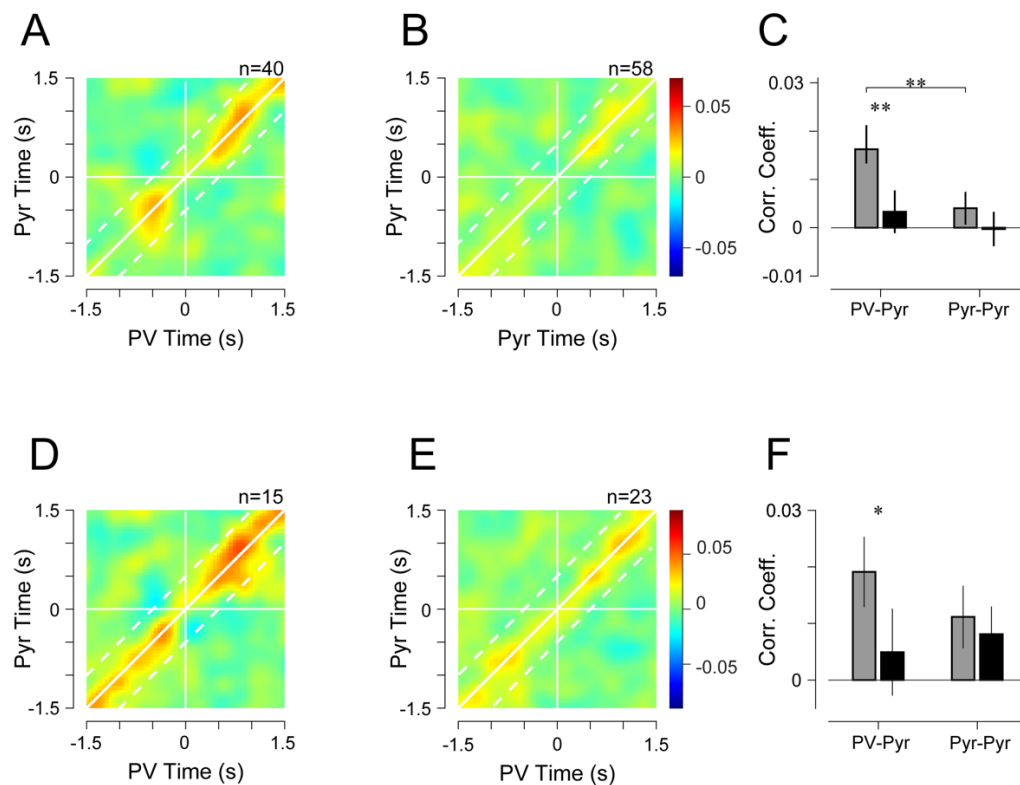 A
n=40
1.5
0
-1.5
Pyr Time (s)
-1.5
0
1.5
PV Time (s)
B
n=58
1.5
0
-1.5
Pyr Time (s)
-1.5
0
1.5
Pyr Time (s)
0.05
0
-0.05
C
0.03
0
-0.01
Corr. Coeff.
**
**
PV-Pyr
Pyr-Pyr
D
n=15
1.5
0
-1.5
Pyr Time (s)
-1.5
0
1.5
PV Time (s)
E
n=23
1.5
0
-1.5
Pyr Time (s)
-1.5
0
1.5
PV Time (s)
0.05
0
-0.05
F
0.03
0
Corr. Coeff.
*
PV-Pyr
Pyr-Pyr